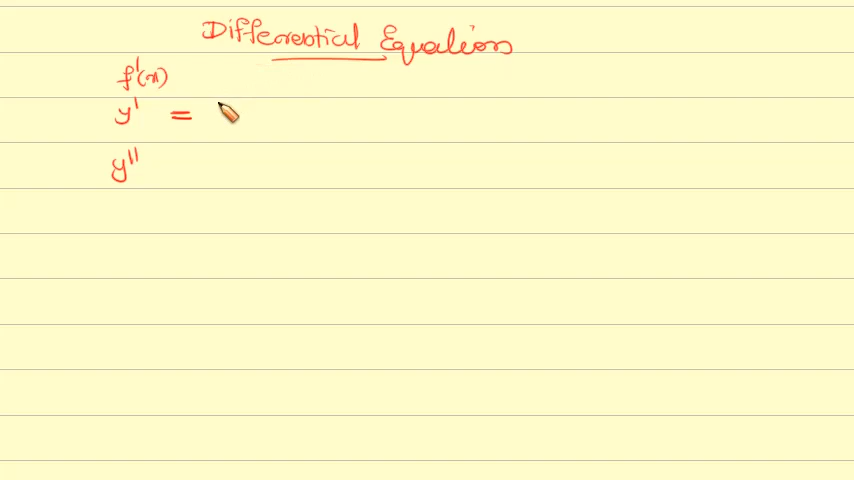 Differential Equations
f'(x)
y' =
y''